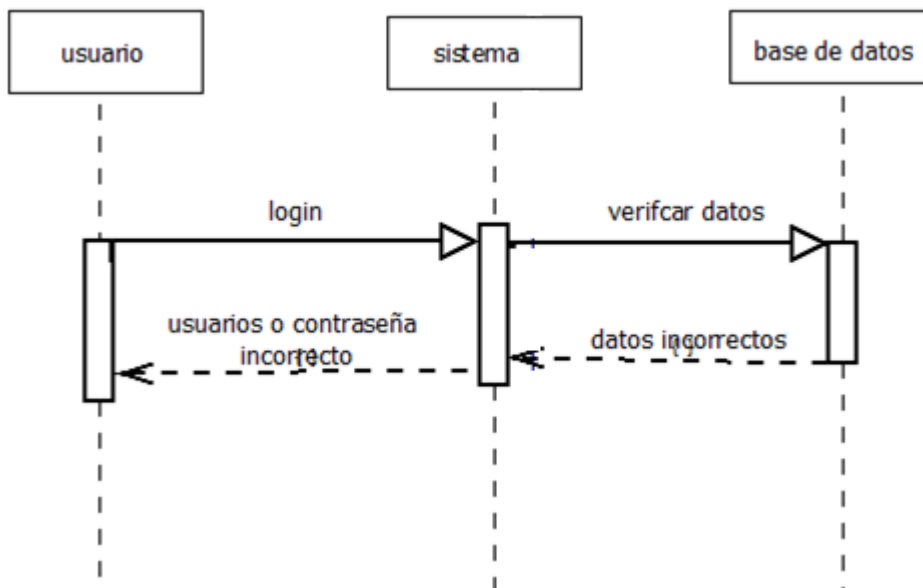 usuario
sistema
base de datos
login
verifcar datos
usuarios o contraseña
incorrecto
datos incorrectos